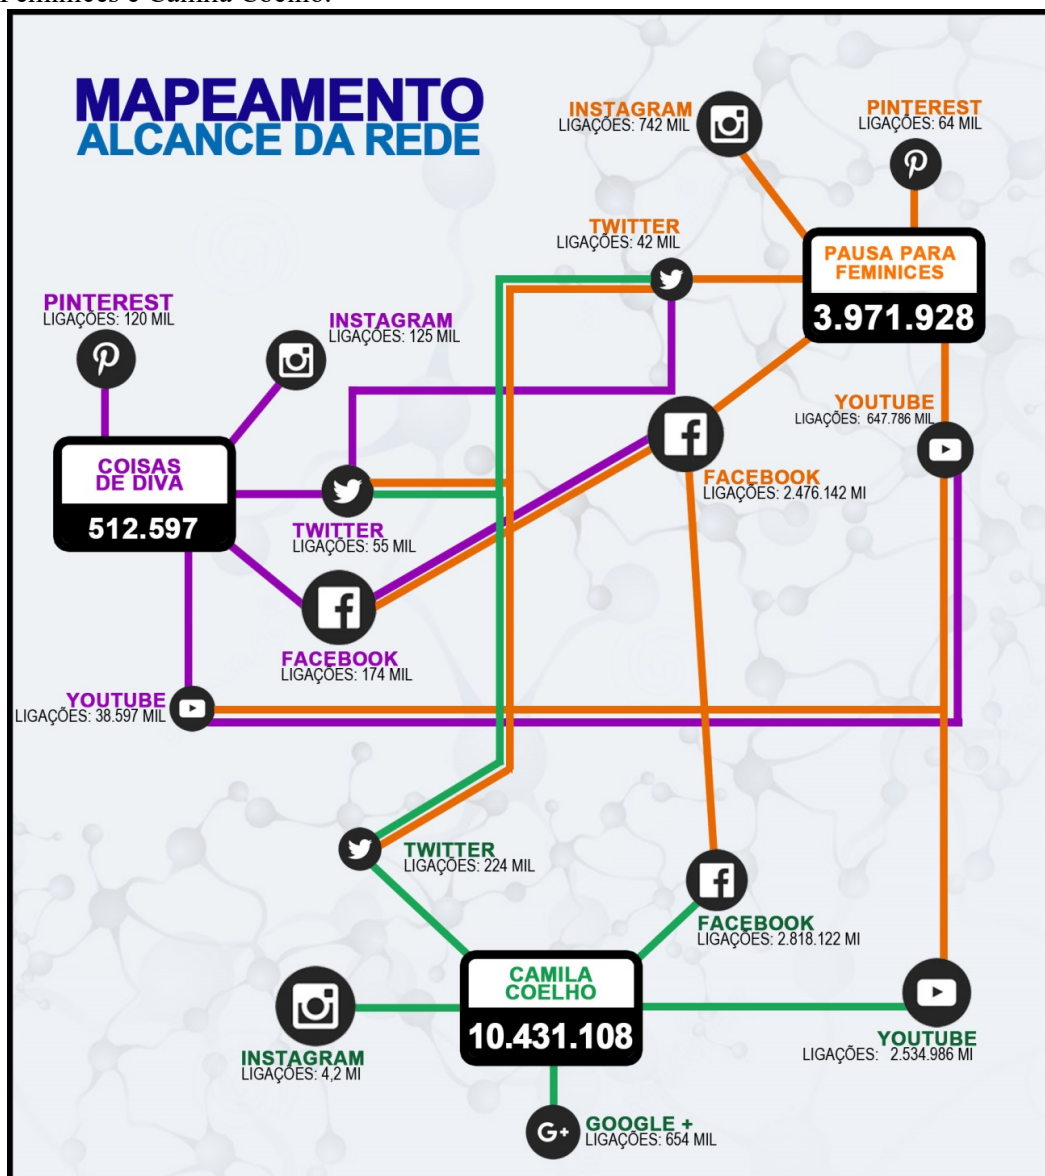 Feminices e Camila Coelho.
MAPEAMENTO
ALCANCE DA REDE
INSTAGRAM
LIGAÇÕES: 742 MIL
PINTEREST
LIGAÇÕES: 64 MIL
TWITTER
LIGAÇÕES: 42 MIL
PAUSA PARA
FEMINICES
3.971.928
PINTEREST
LIGAÇÕES: 120 MIL
INSTAGRAM
LIGAÇÕES: 125 MIL
YOUTUBE
LIGAÇÕES: 647.786 MIL
COISAS
DE DIVA
512.597
FACEBOOK
LIGAÇÕES: 2.476.142 MI
TWITTER
LIGAÇÕES: 55 MIL
FACEBOOK
LIGAÇÕES: 174 MIL
YOUTUBE
LIGAÇÕES: 38.597 MIL
TWITTER
LIGAÇÕES: 224 MIL
FACEBOOK
LIGAÇÕES: 2.818.122 MI
CAMILA
COELHO
10.431.108
INSTAGRAM
LIGAÇÕES: 4,2 MI
YOUTUBE
LIGAÇÕES: 2.534.986 MI
G+
GOOGLE +
LIGAÇÕES: 654 MIL